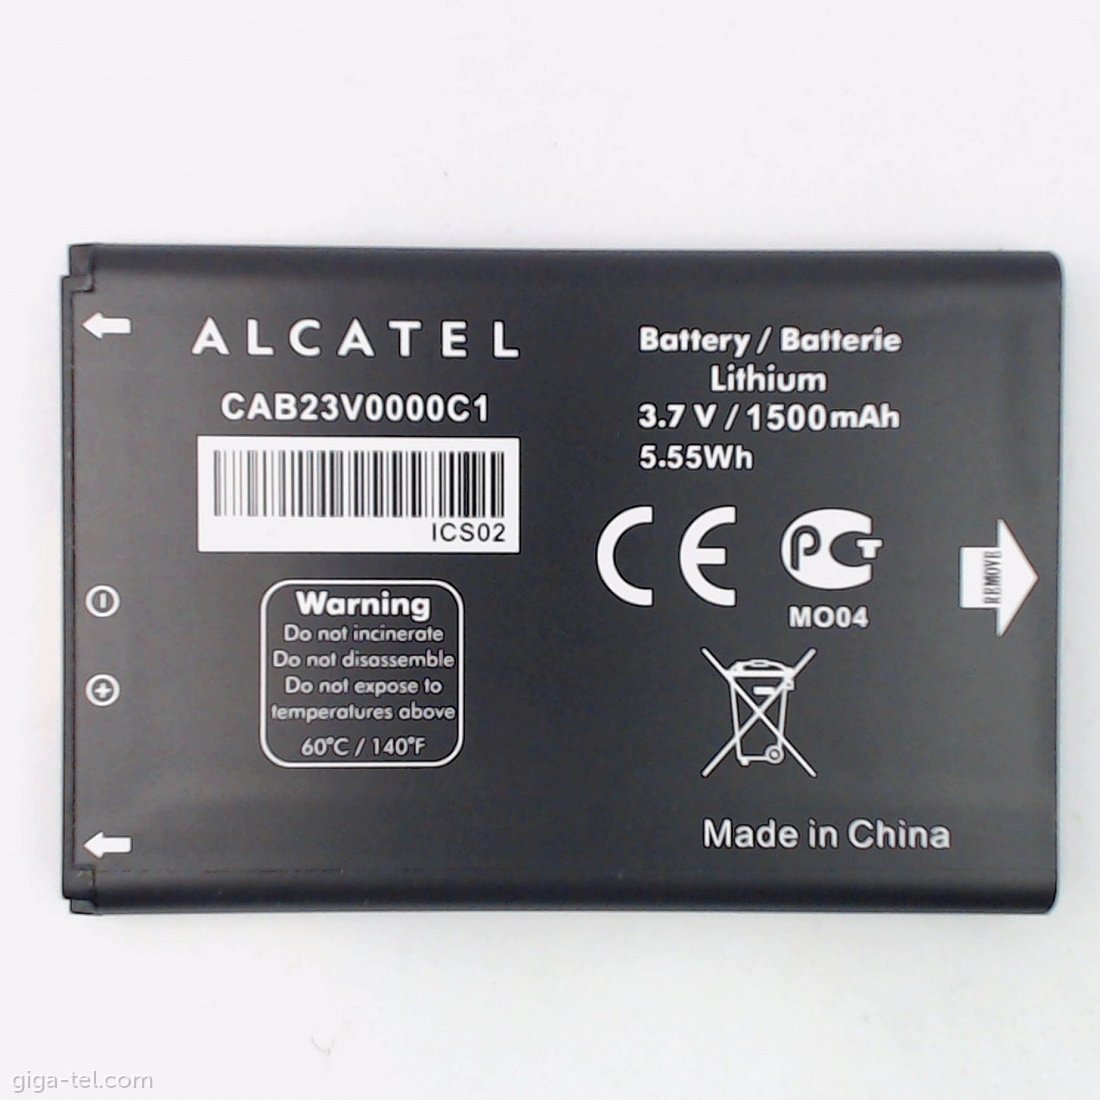 ALCATEL
CAB23V0000C1
ICS02
Warning
Do not incinerate
Do not disassemble
Do not expose to
temperatures above
60°C / 140°F
Battery / Batterie
Lithium
3.7 V / 1500mAh
5.55Wh
CE
PCT
MO04
REMOVE
Made in China
giga-tel.com